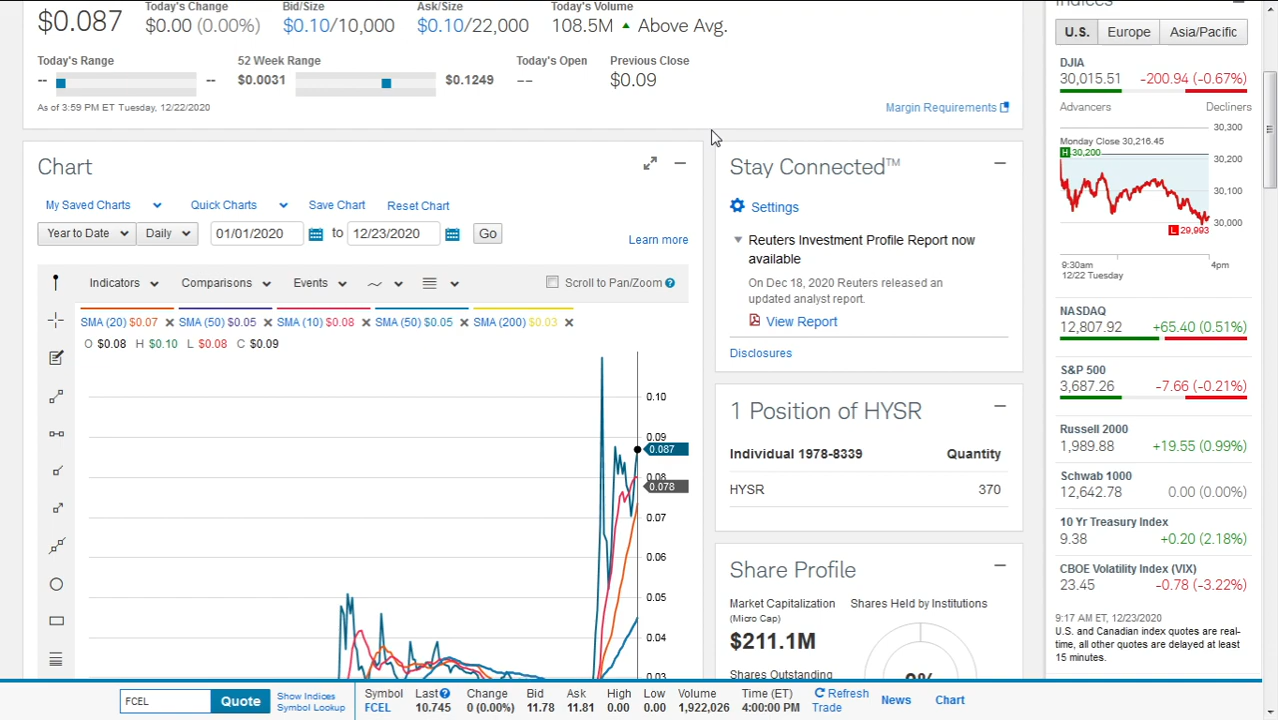 $0.087
Today's Change
$0.00 (0.00%)
Bid/Size
$0.10/10,000
Ask/Size
$0.10/22,000
Today's Volume
108.5M Above Avg.
Today's Range
-- --
52 Week Range
$0.0031 $0.1249
Today's Open
--
Previous Close
$0.09
As of 3:59 PM ET Tuesday, 12/22/2020
Margin Requirements
Chart
My Saved Charts Quick Charts Save Chart Reset Chart
Year to Date Daily 01/01/2020 to 12/23/2020 Go
Learn more
Indicators Comparisons Events Scroll to Pan/Zoom
SMA (20) $0.07 SMA (50) $0.05 SMA (10) $0.08 SMA (50) $0.05 SMA (200) $0.03
O $0.08 H $0.10 L $0.08 C $0.09
0.10
0.09
0.087
0.08
0.078
0.07
0.06
0.05
0.04
0.03
Stay Connected™
Settings
Reuters Investment Profile Report now
available
On Dec 18, 2020 Reuters released an
updated analyst report.
View Report
Disclosures
1 Position of HYSR
Individual 1978-8339 Quantity
HYSR 370
Share Profile
Market Capitalization
(Micro Cap)
$211.1M
Shares Held by Institutions
Shares Outstanding
0%
Indices
U.S. Europe Asia/Pacific
DJIA
30,015.51 -200.94 (-0.67%)
Advancers Decliners
Monday Close 30,216.45
H 30,200
L 29,993
30,300
30,200
30,100
30,000
9:30am 4pm
12/22 Tuesday
NASDAQ
12,807.92 +65.40 (0.51%)
S&P 500
3,687.26 -7.66 (-0.21%)
Russell 2000
1,989.88 +19.55 (0.99%)
Schwab 1000
12,642.78 0.00 (0.00%)
10 Yr Treasury Index
9.38 +0.20 (2.18%)
CBOE Volatility Index (VIX)
23.45 -0.78 (-3.22%)
9:17 AM ET, 12/23/2020
U.S. and Canadian index quotes are real-
time, all other quotes are delayed at least
15 minutes.
FCEL Quote
Show Indices
Symbol Lookup
Symbol Last Change Bid Ask High Low Volume Time (ET) Refresh
FCEL 10.745 0 (0.00%) 11.78 11.81 0.00 0.00 1,922,026 4:00:00 PM Trade
News Chart